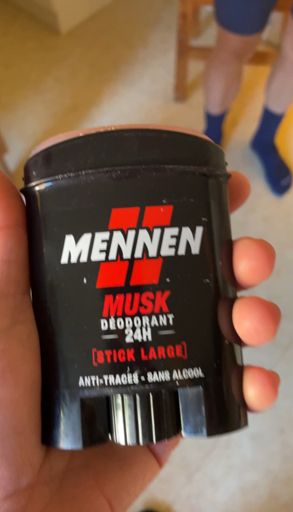 MENNEN
MUSK
DÉODORANT
24H
[STICK LARGE]
ANTI-TRACES - SANS ALCOOL